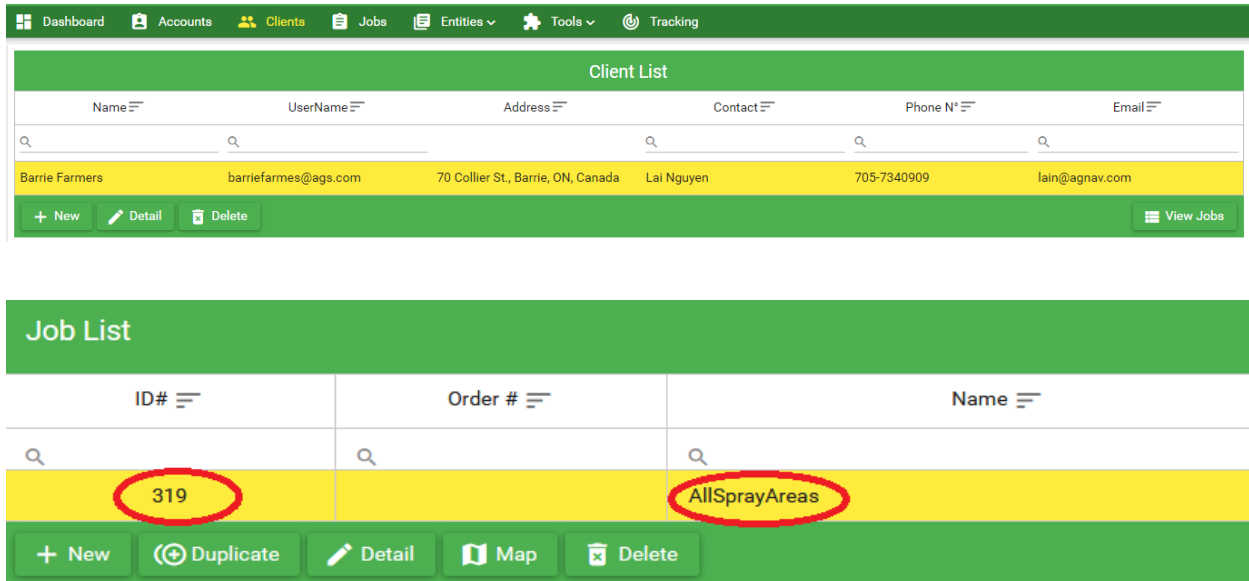 Dashboard Accounts Clients Jobs Entities Tools Tracking
Client List
Name UserName Address Contact Phone N° Email
Barrie Farmers barriefarmes@ags.com 70 Collier St., Barrie, ON, Canada Lai Nguyen 705-7340909 lain@agnav.com
+ New Detail Delete View Jobs
Job List
ID# Order # Name
319 AllSprayAreas
+ New Duplicate Detail Map Delete